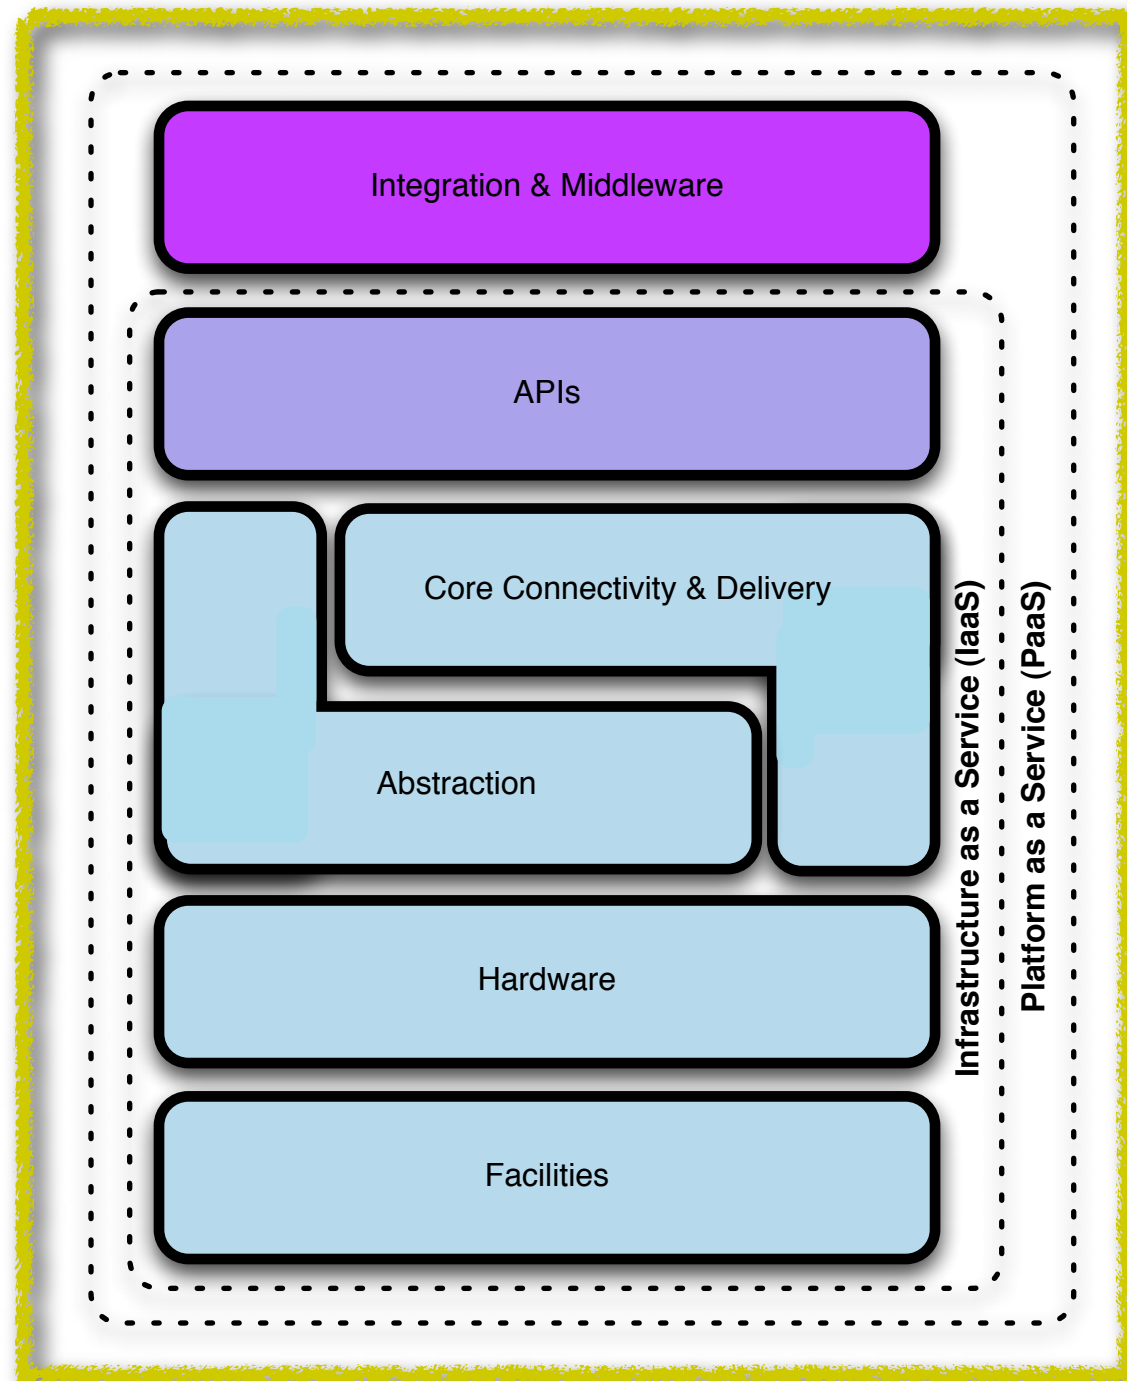 Integration & Middleware
APIs
Core Connectivity & Delivery
Abstraction
Hardware
Facilities
Infrastructure as a Service (IaaS)
Platform as a Service (PaaS)